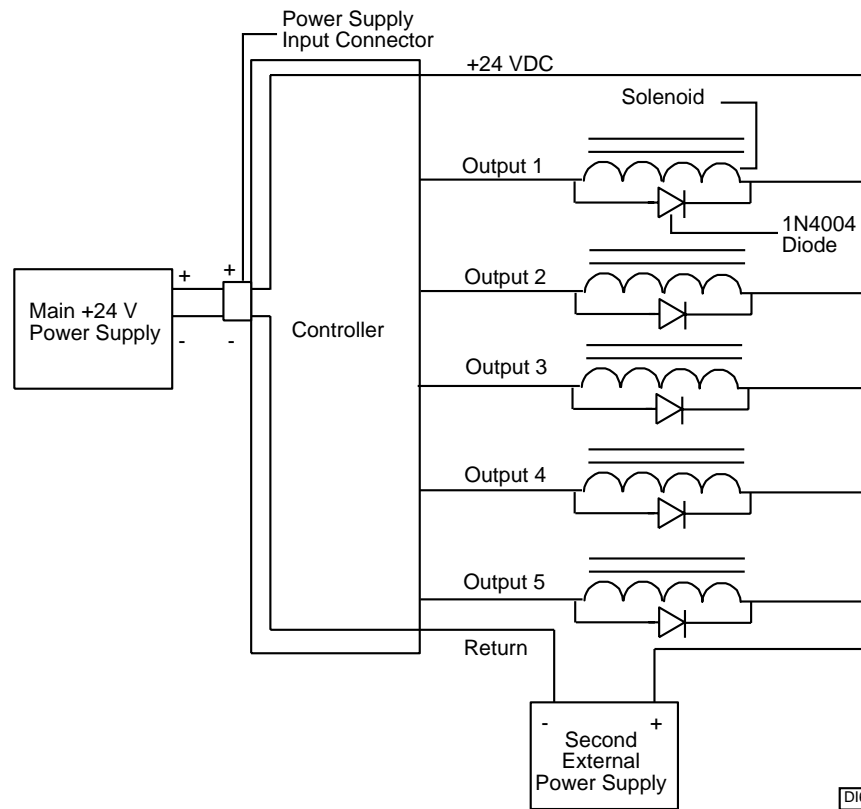 Power Supply
Input Connector
+24 VDC
Solenoid
Output 1
1N4004
Diode
+
+
Output 2
Main +24 V
Power Supply
Controller
-
-
Output 3
Output 4
Output 5
Return
-
+
Second
External
Power Supply